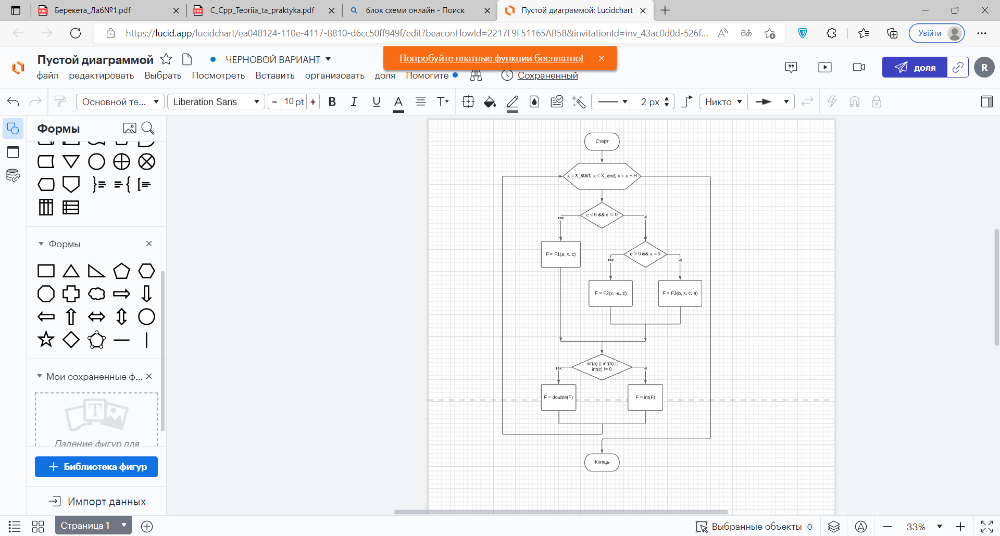 Берекета_Лаб№1.pdf
C_Cpp_Teoriia_ta_praktyka.pdf
блок схеми онлайн - Поиск
Пустой диаграммой: Lucidchart
https://lucid.app/lucidchart/ea048124-110e-4117-8810-d6cc50ff949f/edit?beaconFlowId=2217F9F51165AB58&invitationId=inv_43ac0d0d-526f...
Увійти
Пустой диаграммой
ЧЕРНОВОЙ ВАРИАНТ
Попробуйте платные функции бесплатно!
доля
R
файл редактировать Выбрать Посмотреть Вставить организовать доля Помогите Сохраненный
Основной те...
Liberation Sans
10 pt
2 px
Никто
Формы
Формы
Мои сохраненные ф...
Падение фигур для
Библиотека фигур
Импорт данных
Старт
x = X_start; x < X_end; x = x + H
c < 0 && x != 0
так
ні
F = F1(a, x, c)
c > 0 && x = 0
так
ні
F = F2(x, -a, c)
F = F3(b, x, c, a)
int(a) || int(b) ||
int(c) != 0
так
ні
F = double(F)
F = int(F)
Кінець
Страница 1
Выбранные объекты 0
33%